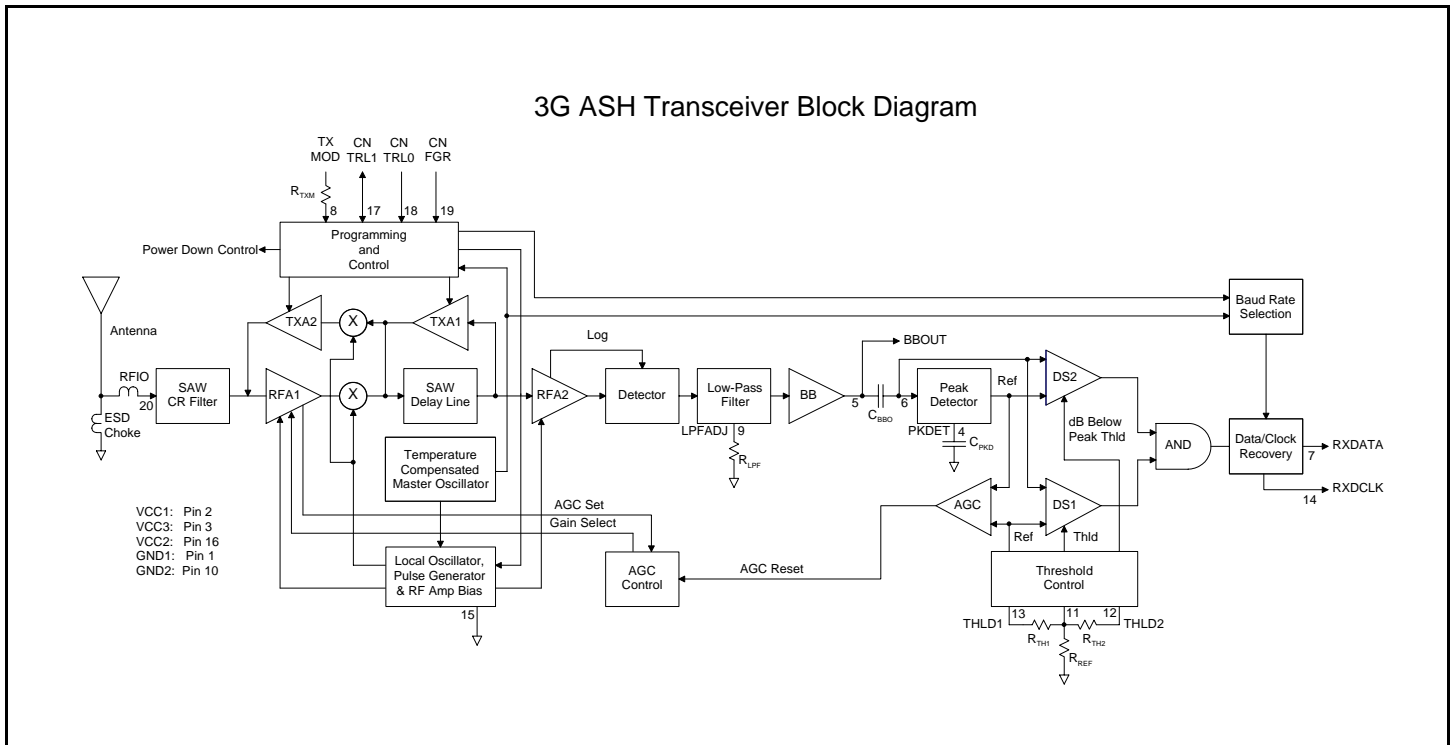 3G ASH Transceiver Block Diagram
TX
MOD
CN
TRL1
CN
TRL0
CN
FGR
RTXM
8
17
18
19
Programming
and
Control
Power Down Control
Antenna
RFIO
20
ESD
Choke
SAW
CR Filter
TXA2
X
TXA1
RFA1
X
SAW
Delay Line
RFA2
Log
Detector
Low-Pass
Filter
LPFADJ
9
RLPF
BB
5
BBOUT
CBBO
6
Peak
Detector
PKDET
4
CPKD
Ref
DS2
dB Below
Peak Thld
AND
Baud Rate
Selection
Data/Clock
Recovery
7
RXDATA
14
RXDCLK
Temperature
Compensated
Master Oscillator
AGC Set
Gain Select
Local Oscillator,
Pulse Generator
& RF Amp Bias
15
AGC
Control
AGC Reset
AGC
DS1
Ref
Thld
Threshold
Control
13
11
12
THLD1
THLD2
RTH1
RTH2
RREF
VCC1: Pin 2
VCC3: Pin 3
VCC2: Pin 16
GND1: Pin 1
GND2: Pin 10